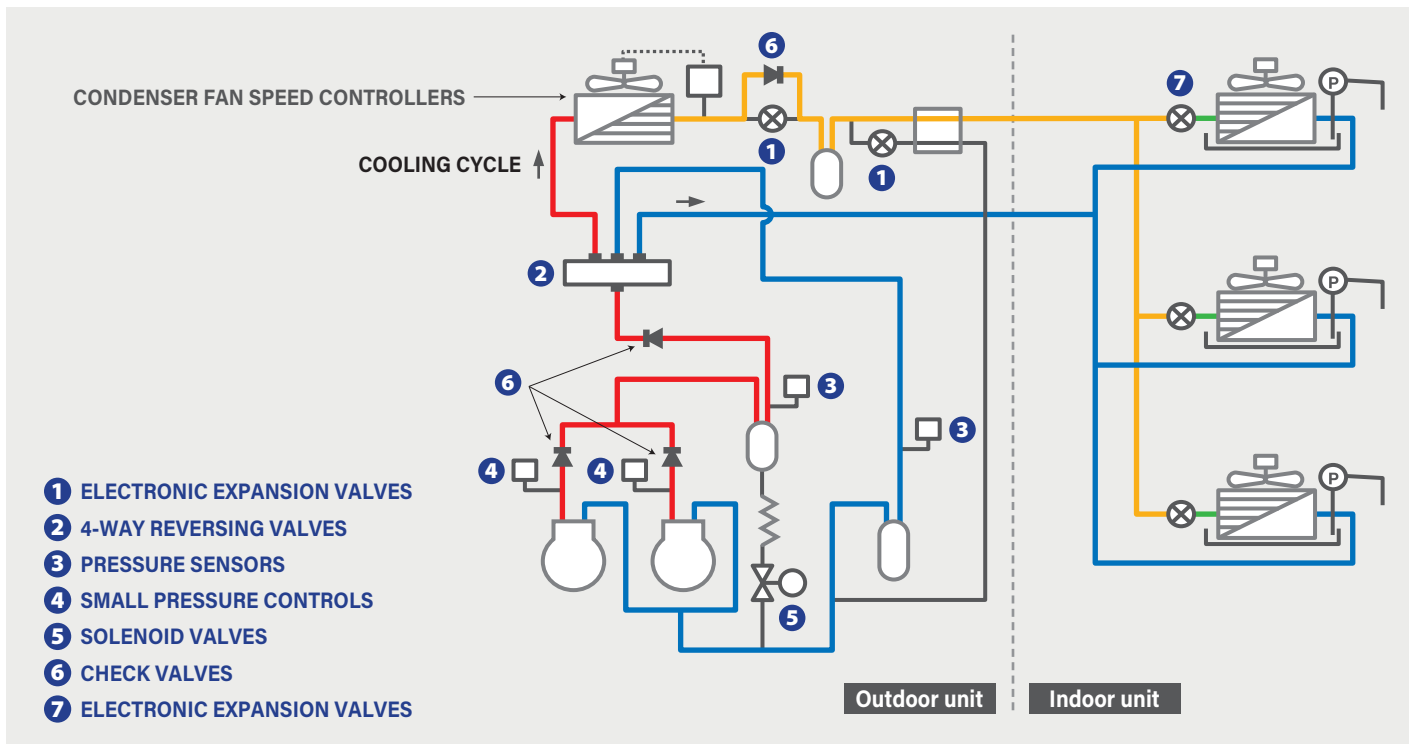 6
7
CONDENSER FAN SPEED CONTROLLERS
P
1
1
COOLING CYCLE
2
P
6
3
3
4
4
P
1 ELECTRONIC EXPANSION VALVES
2 4-WAY REVERSING VALVES
3 PRESSURE SENSORS
4 SMALL PRESSURE CONTROLS
5
5 SOLENOID VALVES
6 CHECK VALVES
7 ELECTRONIC EXPANSION VALVES
Outdoor unit
Indoor unit